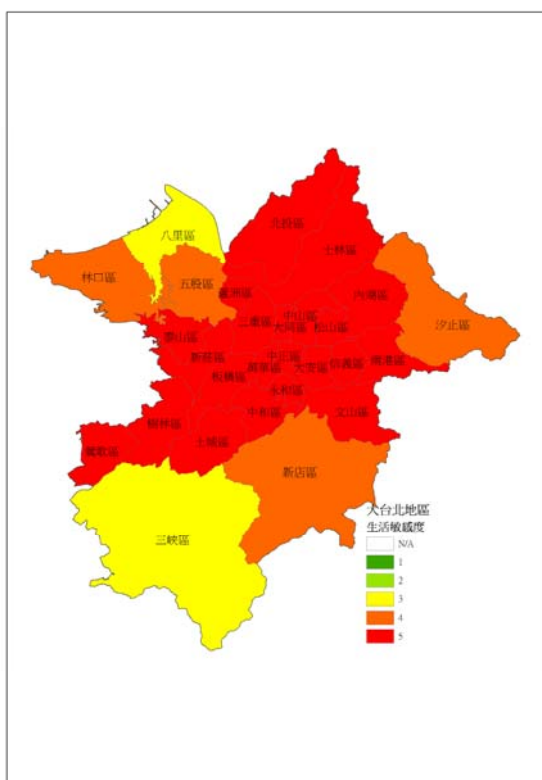 北投區
士林區
八里區
林口區
五股區
內湖區
蘆洲區
汐止區
三重區
中山區
大同區
松山區
泰山區
新莊區
中正區
萬華區
大安區
信義區
南港區
板橋區
永和區
中和區
文山區
樹林區
土城區
鶯歌區
新店區
三峽區
大台北地區
生活敏感度
N/A
1
2
3
4
5